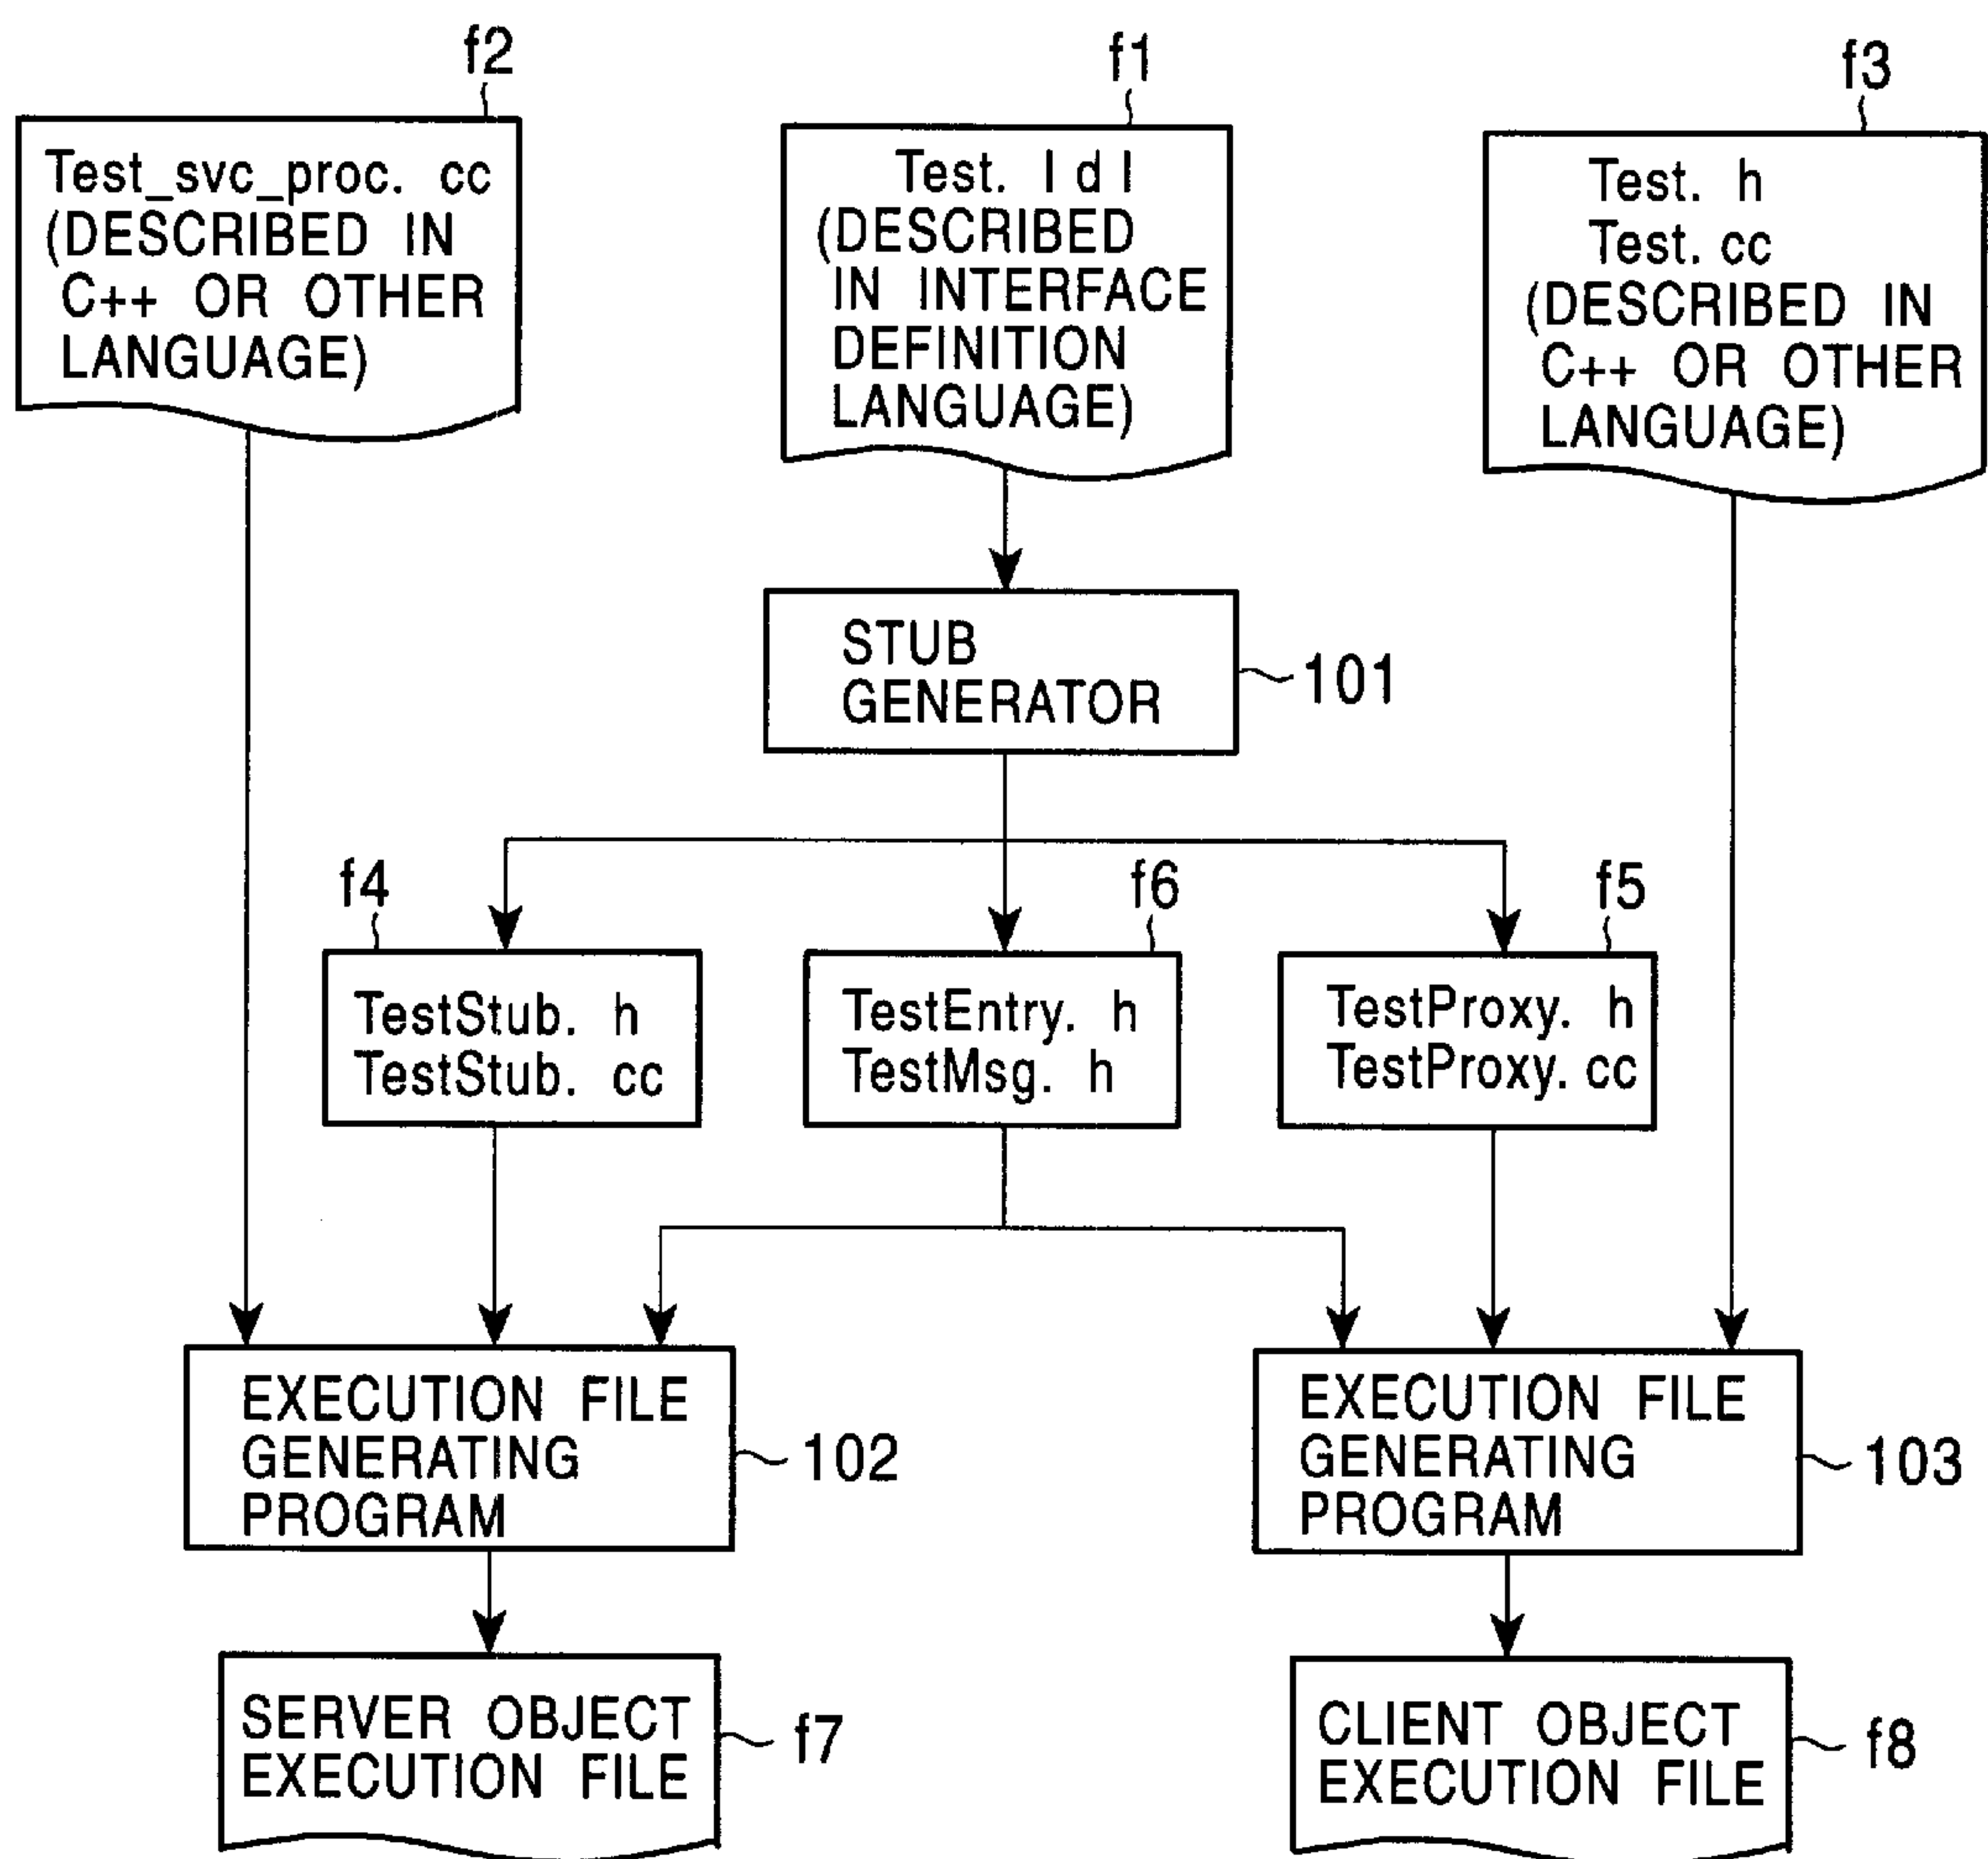 f2
Test_svc_proc. cc
(DESCRIBED IN
C++ OR OTHER
LANGUAGE)
f1
Test. I d l
(DESCRIBED
IN INTERFACE
DEFINITION
LANGUAGE)
f3
Test. h
Test. cc
(DESCRIBED IN
C++ OR OTHER
LANGUAGE)
STUB
GENERATOR
101
f4
TestStub. h
TestStub. cc
f6
TestEntry. h
TestMsg. h
f5
TestProxy. h
TestProxy. cc
EXECUTION FILE
GENERATING
PROGRAM
102
EXECUTION FILE
GENERATING
PROGRAM
103
SERVER OBJECT
EXECUTION FILE
f7
CLIENT OBJECT
EXECUTION FILE
f8